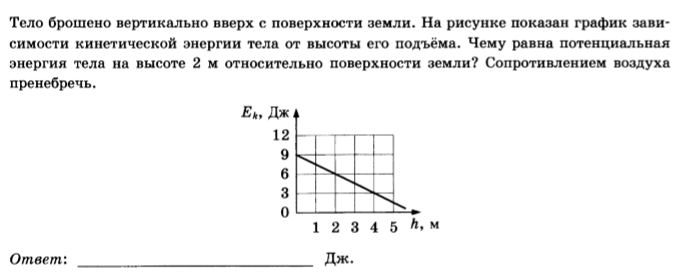 Тело брошено вертикально вверх с поверхности земли. На рисунке показан график зави-
симости кинетической энергии тела от высоты его подъёма. Чему равна потенциальная
энергия тела на высоте 2 м относительно поверхности земли? Сопротивлением воздуха
пренебречь.
Eₖ, Дж
12
9
6
3
0
1 2 3 4 5 h, м
Ответ: ____________________ Дж.